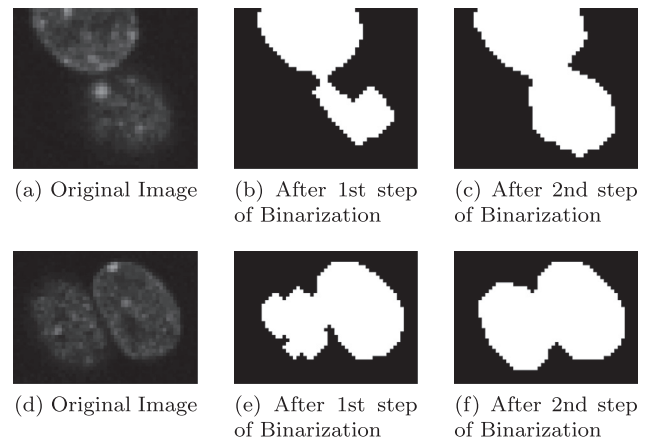 (a) Original Image
(b) After 1st step
of Binarization
(c) After 2nd step
of Binarization
(d) Original Image
(e) After 1st step
of Binarization
(f) After 2nd step
of Binarization